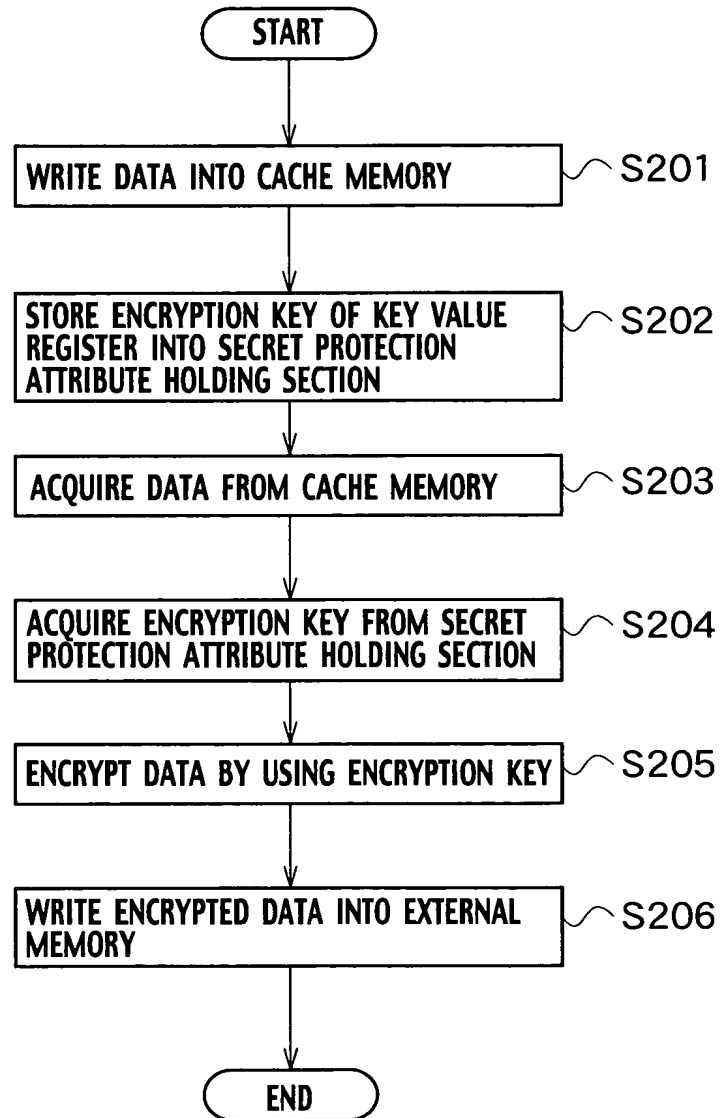 START
WRITE DATA INTO CACHE MEMORY
S201
STORE ENCRYPTION KEY OF KEY VALUE
REGISTER INTO SECRET PROTECTION
ATTRIBUTE HOLDING SECTION
S202
ACQUIRE DATA FROM CACHE MEMORY
S203
ACQUIRE ENCRYPTION KEY FROM SECRET
PROTECTION ATTRIBUTE HOLDING SECTION
S204
ENCRYPT DATA BY USING ENCRYPTION KEY
S205
WRITE ENCRYPTED DATA INTO EXTERNAL
MEMORY
S206
END